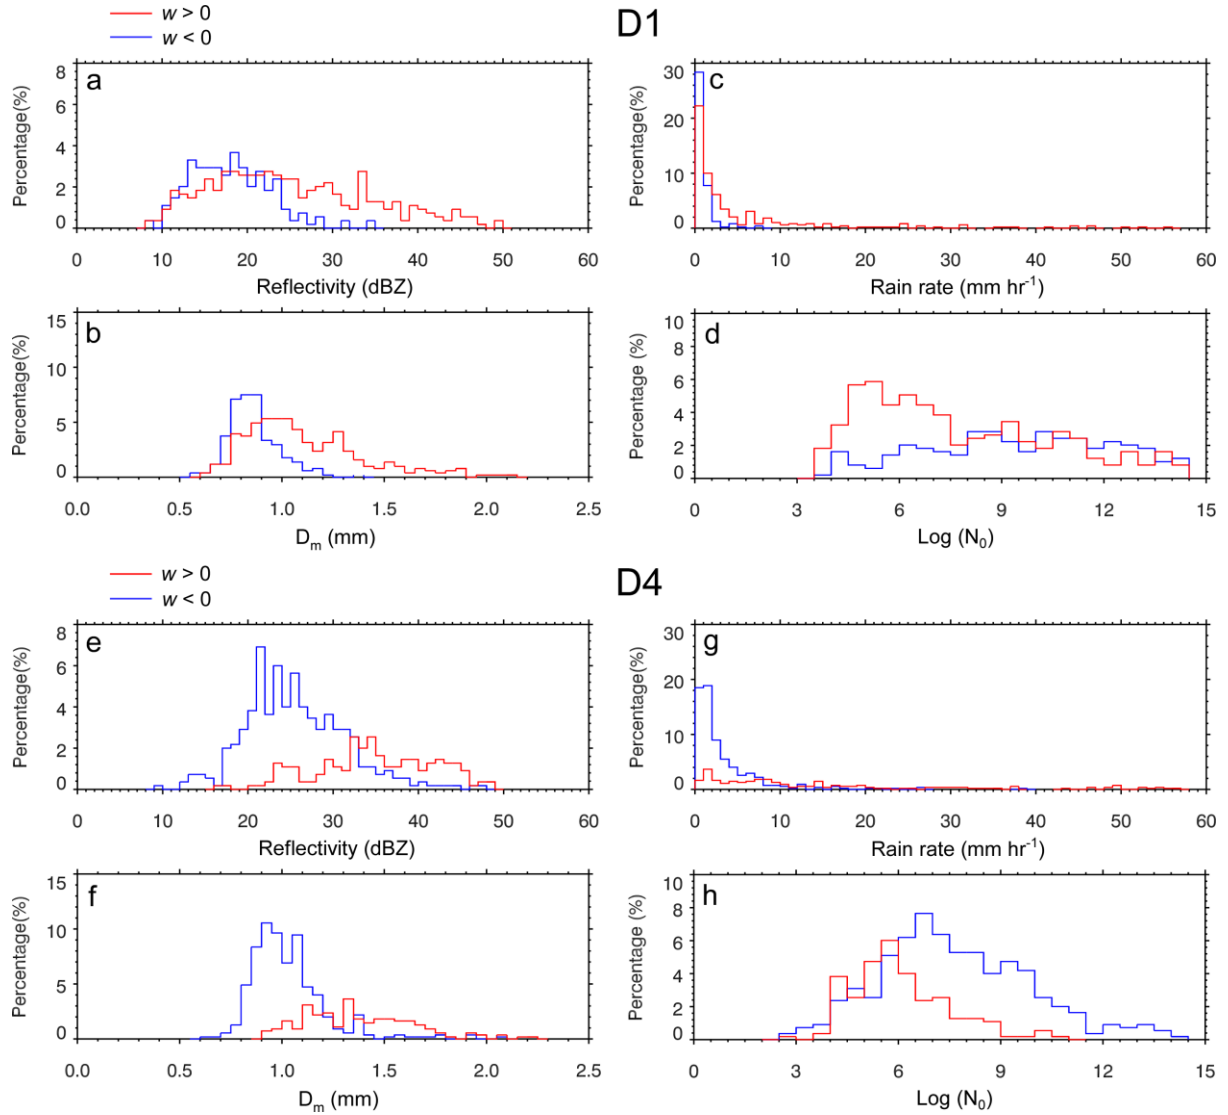 w > 0
w < 0
D1
a
Percentage(%)
8
6
4
2
0
0 10 20 30 40 50 60
Reflectivity (dBZ)
c
Percentage(%)
30
20
10
0
0 10 20 30 40 50 60
Rain rate (mm hr⁻¹)
b
Percentage(%)
15
10
5
0
0.0 0.5 1.0 1.5 2.0 2.5
Dₘ (mm)
d
Percentage (%)
10
8
6
4
2
0
0 3 6 9 12 15
Log (N₀)
w > 0
w < 0
D4
e
Percentage(%)
8
6
4
2
0
0 10 20 30 40 50 60
Reflectivity (dBZ)
g
Percentage(%)
30
20
10
0
0 10 20 30 40 50 60
Rain rate (mm hr⁻¹)
f
Percentage(%)
15
10
5
0
0.0 0.5 1.0 1.5 2.0 2.5
Dₘ (mm)
h
Percentage (%)
10
8
6
4
2
0
0 3 6 9 12 15
Log (N₀)